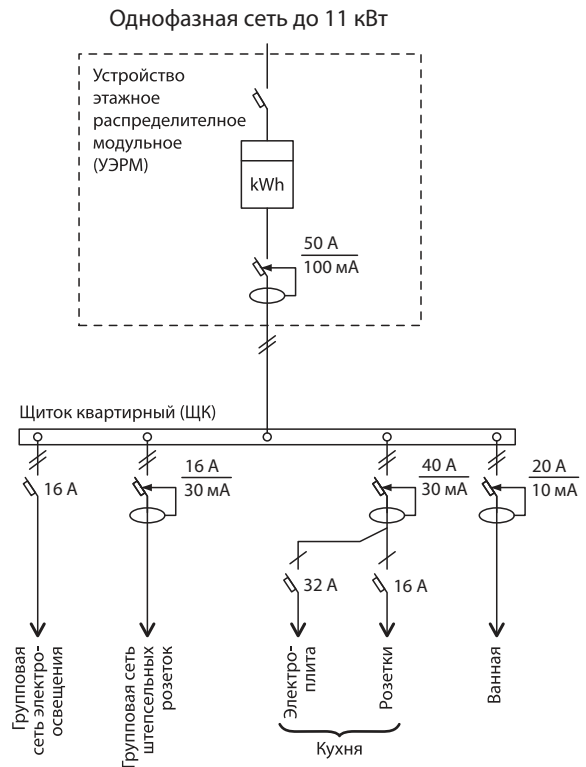 Однофазная сеть до 11 кВт
Устройство
этажное
распределителное
модульное
(УЭРМ)
kWh
50 А
100 мА
Щиток квартирный (ЩК)
16 А
16 А
30 мА
40 А
30 мА
20 А
10 мА
32 А
16 А
Групповая
сеть электро-
освещения
Групповая сеть
штепсельных
розеток
Электро-
плита
Розетки
Ванная
Кухня